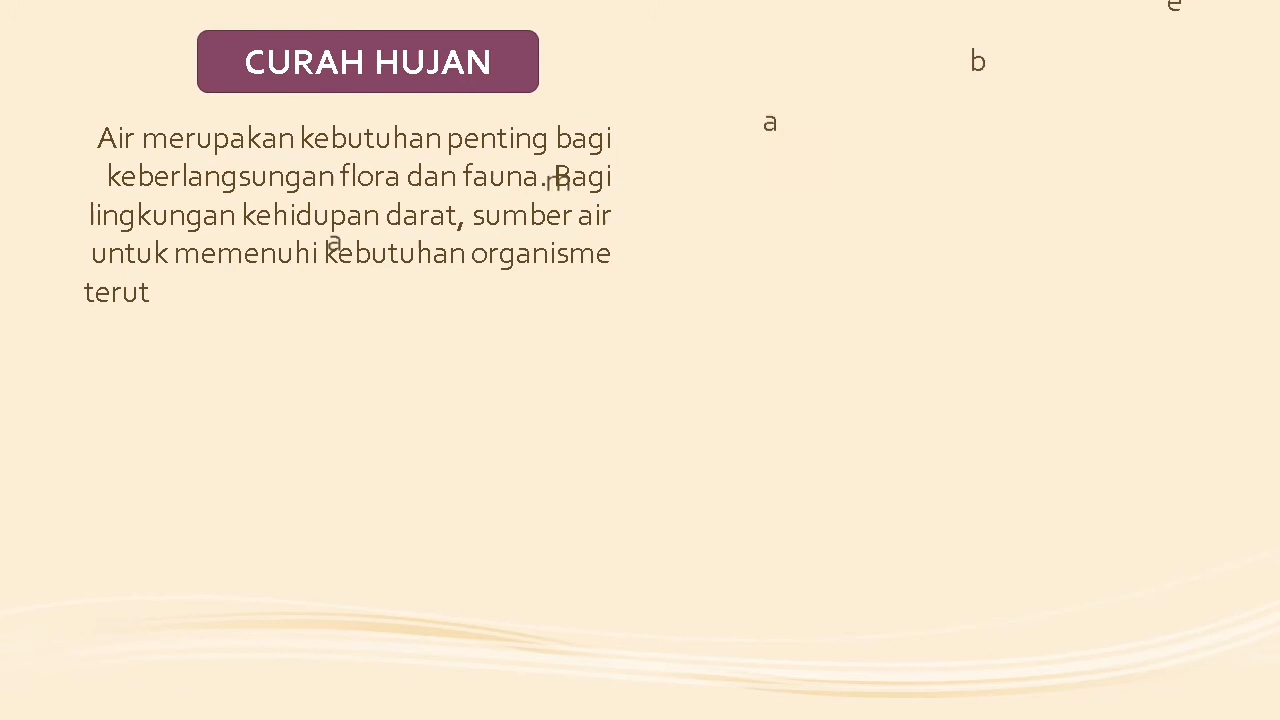 CURAH HUJAN
Air merupakan kebutuhan penting bagi
keberlangsungan flora dan fauna. Bagi
lingkungan kehidupan darat, sumber air
untuk memenuhi kebutuhan organisme
terut
a
m
a
b
e